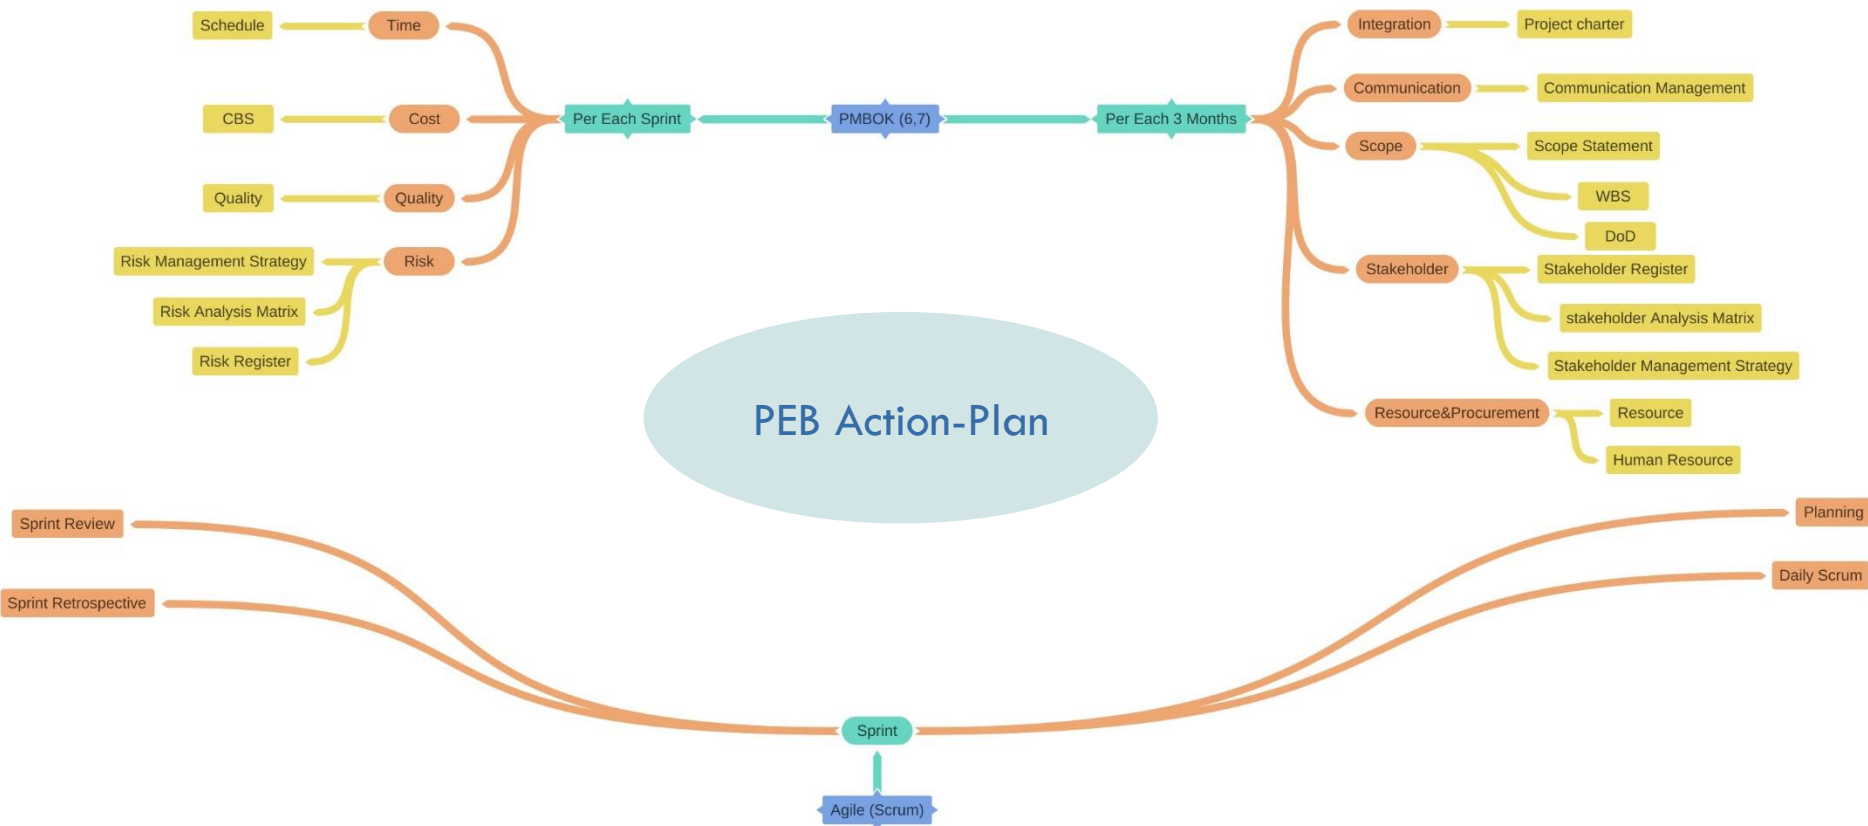 Schedule
Time
CBS
Cost
Quality
Quality
Risk Management Strategy
Risk
Risk Analysis Matrix
Risk Register
Per Each Sprint
PMBOK (6,7)
Per Each 3 Months
Integration
Project charter
Communication
Communication Management
Scope
Scope Statement
WBS
DoD
Stakeholder
Stakeholder Register
stakeholder Analysis Matrix
Stakeholder Management Strategy
Resource&Procurement
Resource
Human Resource
PEB Action-Plan
Sprint Review
Sprint Retrospective
Planning
Daily Scrum
Sprint
Agile (Scrum)